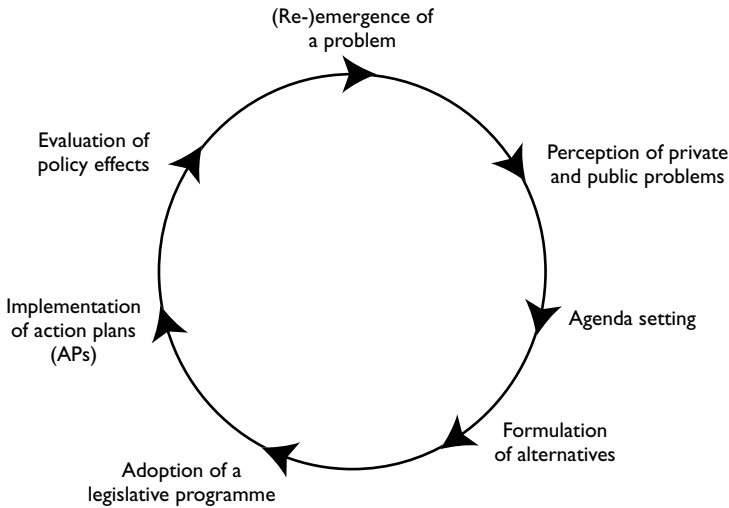 (Re-)emergence of
a problem
Perception of private
and public problems
Agenda setting
Formulation
of alternatives
Adoption of a
legislative programme
Implementation
of action plans
(APs)
Evaluation of
policy effects